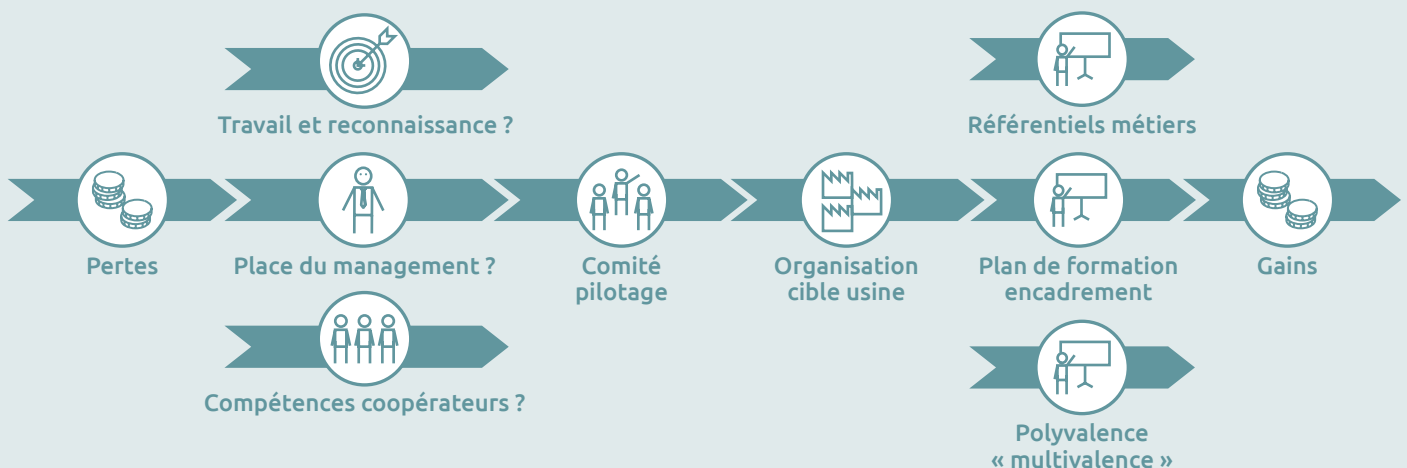 Travail et reconnaissance ?
Référentiels métiers
Pertes
Place du management ?
Comité
pilotage
Organisation
cible usine
Plan de formation
encadrement
Gains
Compétences coopérateurs ?
Polyvalence
« multivalence »